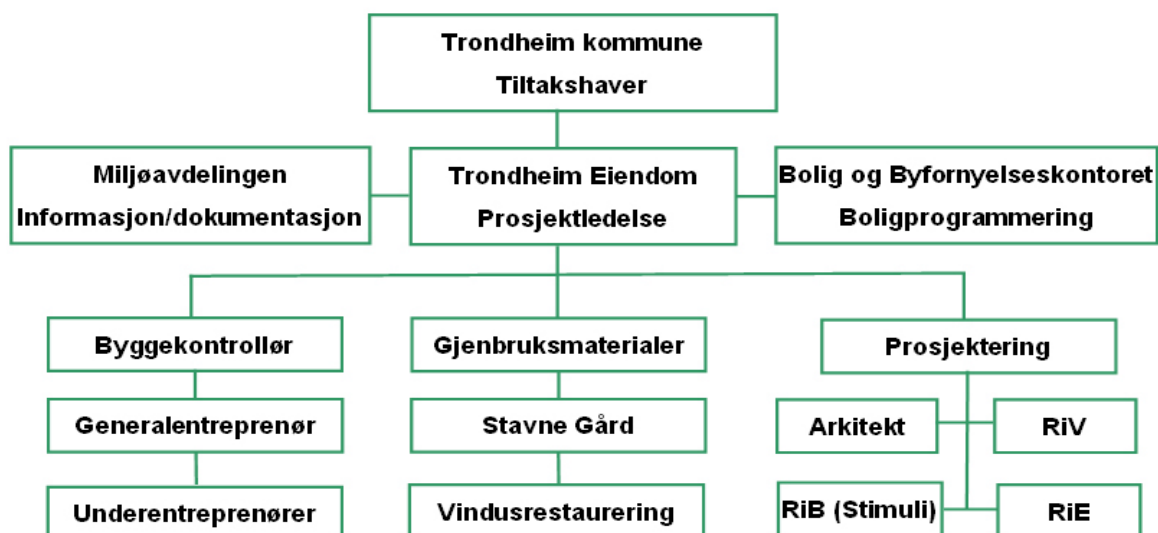 Trondheim kommune
Tiltakshaver
Miljøavdelingen
Informasjon/dokumentasjon
Trondheim Eiendom
Prosjektledelse
Bolig og Byfornyelseskontoret
Boligprogrammering
Byggekontrollør
Gjenbruksmaterialer
Prosjektering
Generalentreprenør
Stavne Gård
Arkitekt
RiV
Underentreprenører
Vindusrestaurering
RiB (Stimuli)
RiE